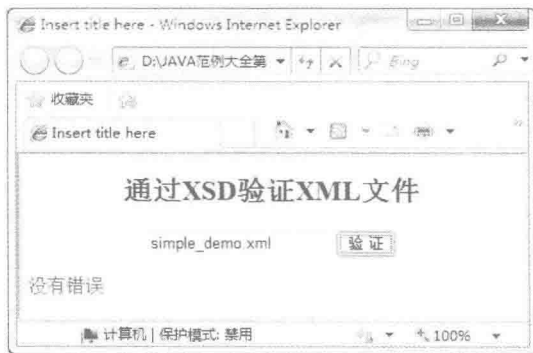 Insert title here - Windows Internet Explorer
D:\JAVA范例大全第
Bing
收藏夹
Insert title here
通过XSD验证XML文件
simple_demo.xml 验证
没有错误
计算机 | 保护模式: 禁用 100%